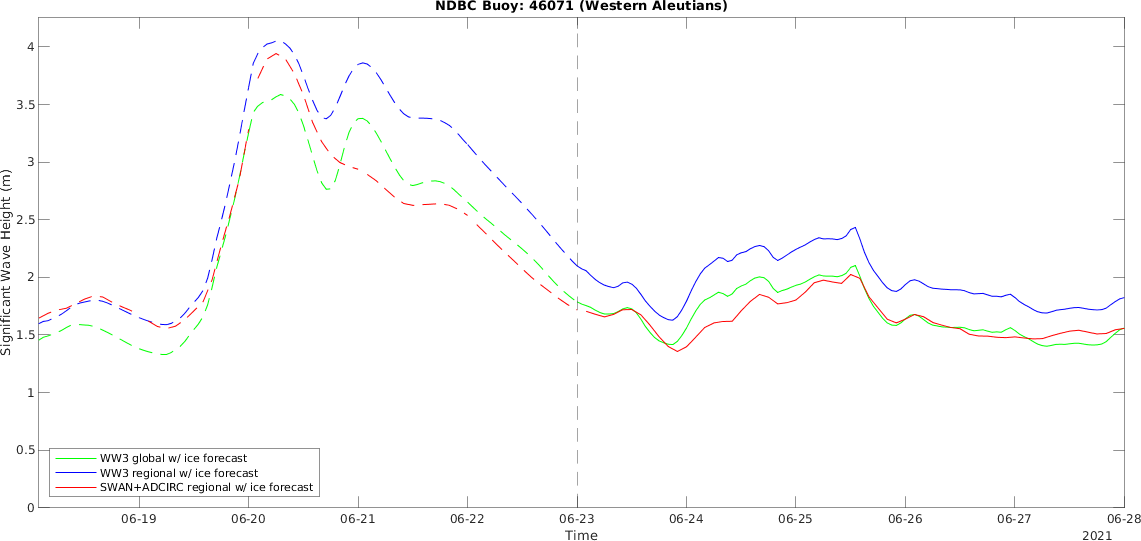 NDBC Buoy: 46071 (Western Aleutians)
Significant Wave Height (m)
4
3.5
3
2.5
2
1.5
1
0.5
0
WW3 global w/ ice forecast
WW3 regional w/ ice forecast
SWAN+ADCIRC regional w/ ice forecast
06-19 06-20 06-21 06-22 06-23 06-24 06-25 06-26 06-27 06-28
Time
2021